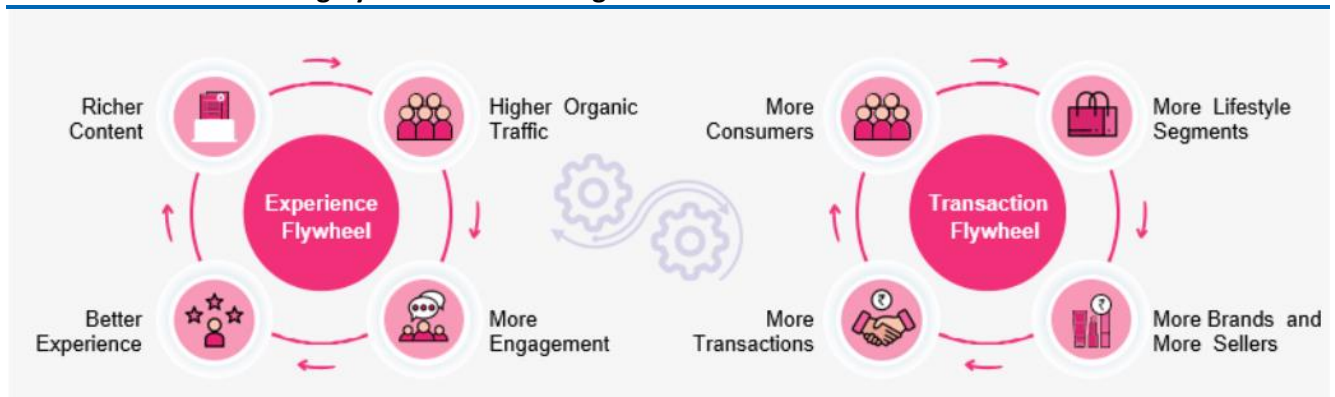 Richer
Content
Higher Organic
Traffic
Experience
Flywheel
Better
Experience
More
Engagement
More
Consumers
More Lifestyle
Segments
Transaction
Flywheel
₹
₹
More
Transactions
More Brands and
More Sellers